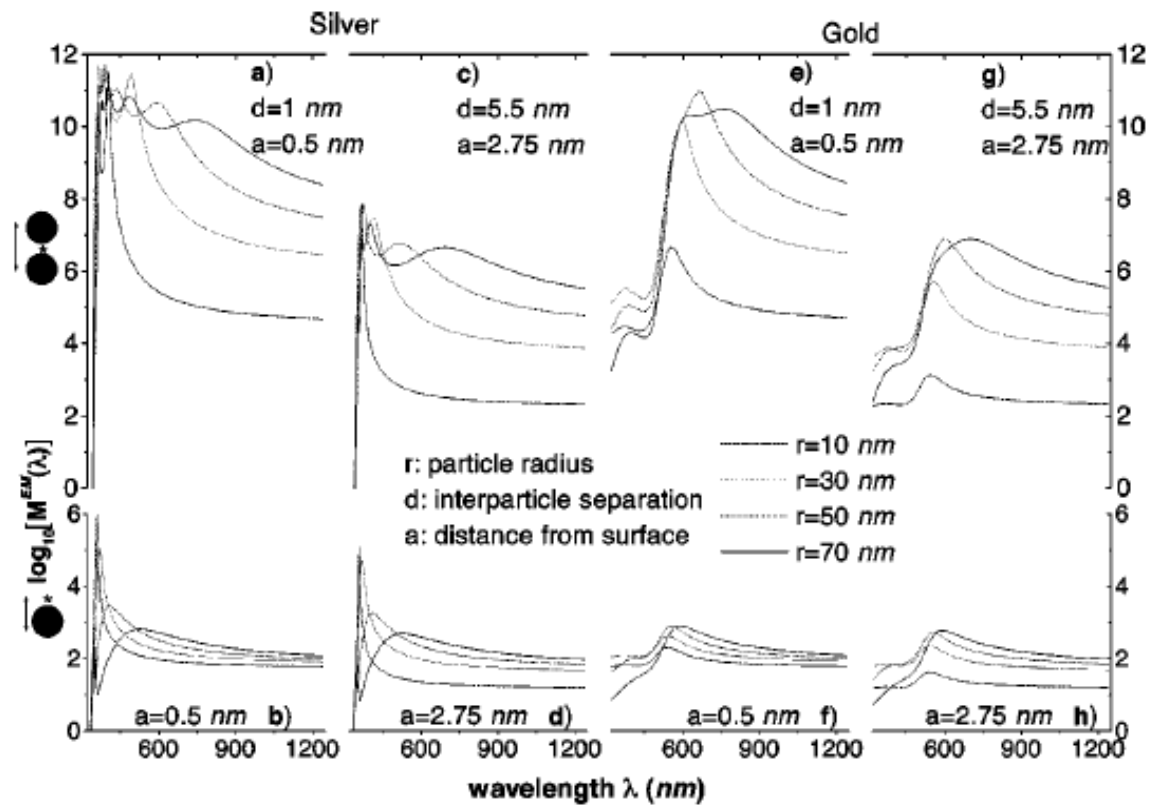 Silver
Gold
12
10
8
6
4
2
0
6
4
2
0
log10[M^EM(λ)]
*
*
a)
d=1 nm
a=0.5 nm
c)
d=5.5 nm
a=2.75 nm
e)
d=1 nm
a=0.5 nm
g)
d=5.5 nm
a=2.75 nm
12
10
8
6
4
2
0
6
4
2
0
r: particle radius
d: interparticle separation
a: distance from surface
r=10 nm
r=30 nm
r=50 nm
r=70 nm
a=0.5 nm b)
a=2.75 nm d)
a=0.5 nm f)
a=2.75 nm h)
600 900 1200 600 900 1200 600 900 1200 600 900 1200
wavelength λ (nm)